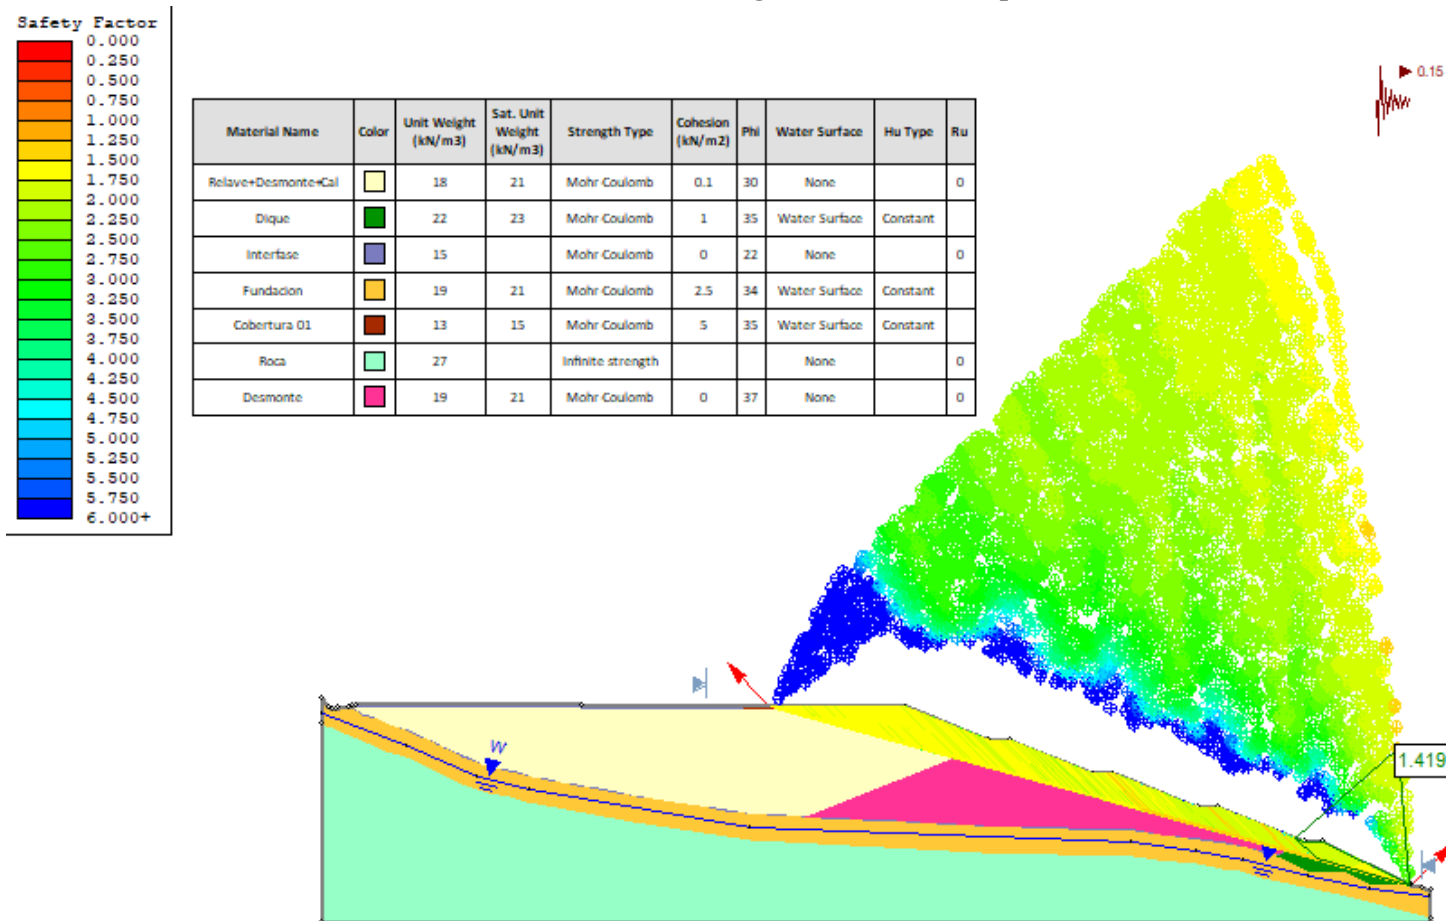 Safety Factor
0.000
0.250
0.500
0.750
1.000
1.250
1.500
1.750
2.000
2.250
2.500
2.750
3.000
3.250
3.500
3.750
4.000
4.250
4.500
4.750
5.000
5.250
5.500
5.750
6.000+
0.15
Material Name Color Unit Weight (kN/m3) Sat. Unit Weight (kN/m3) Strength Type Cohesion (kN/m2) Phi Water Surface Hu Type Ru
Relave+Desmonte+Cal 18 21 Mohr Coulomb 0.1 30 None 0
Dique 22 23 Mohr Coulomb 1 35 Water Surface Constant
Interfase 15 Mohr Coulomb 0 22 None 0
Fundacion 19 21 Mohr Coulomb 2.5 34 Water Surface Constant
Cobertura 01 13 15 Mohr Coulomb 5 35 Water Surface Constant
Roca 27 Infinite strength None 0
Desmonte 19 21 Mohr Coulomb 0 37 None 0
W
1.419